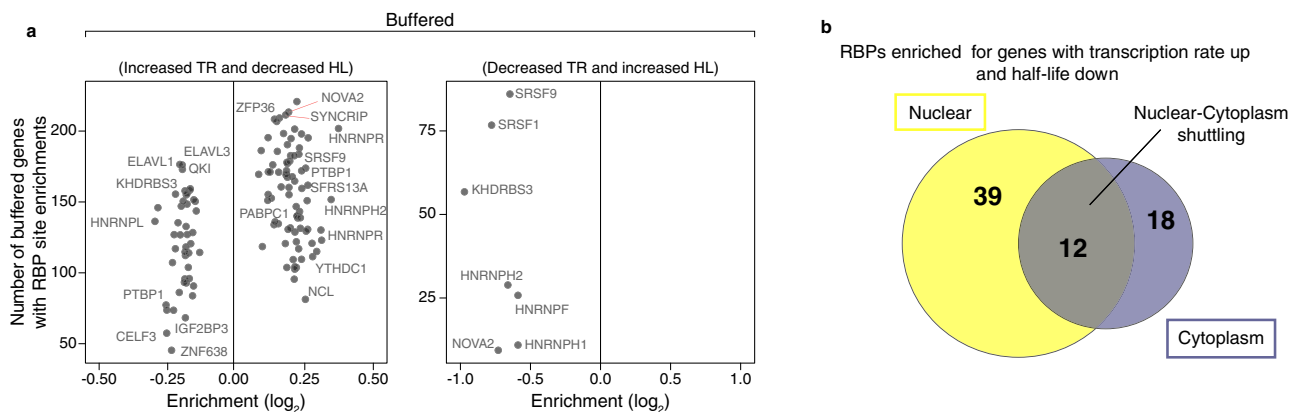 a
Buffered
(Increased TR and decreased HL)
(Decreased TR and increased HL)
Number of buffered genes
with RBP site enrichments
200
150
100
50
ZFP36
NOVA2
SYNCRIP
HNRNPR
ELAVL3
ELAVL1
QKI
SRSF9
PTBP1
KHDRBS3
SFRS13A
HNRNPL
PABPC1
HNRNPH2
HNRNPR
YTHDC1
PTBP1
NCL
IGF2BP3
CELF3
ZNF638
-0.50
-0.25
0.00
0.25
0.50
Enrichment (log2)
75
50
25
SRSF9
SRSF1
KHDRBS3
HNRNPH2
HNRNPF
NOVA2
HNRNPH1
-1.0
-0.5
0.0
0.5
1.0
Enrichment (log2)
b
RBPs enriched for genes with transcription rate up
and half-life down
Nuclear
Nuclear-Cytoplasm
shuttling
39
12
18
Cytoplasm